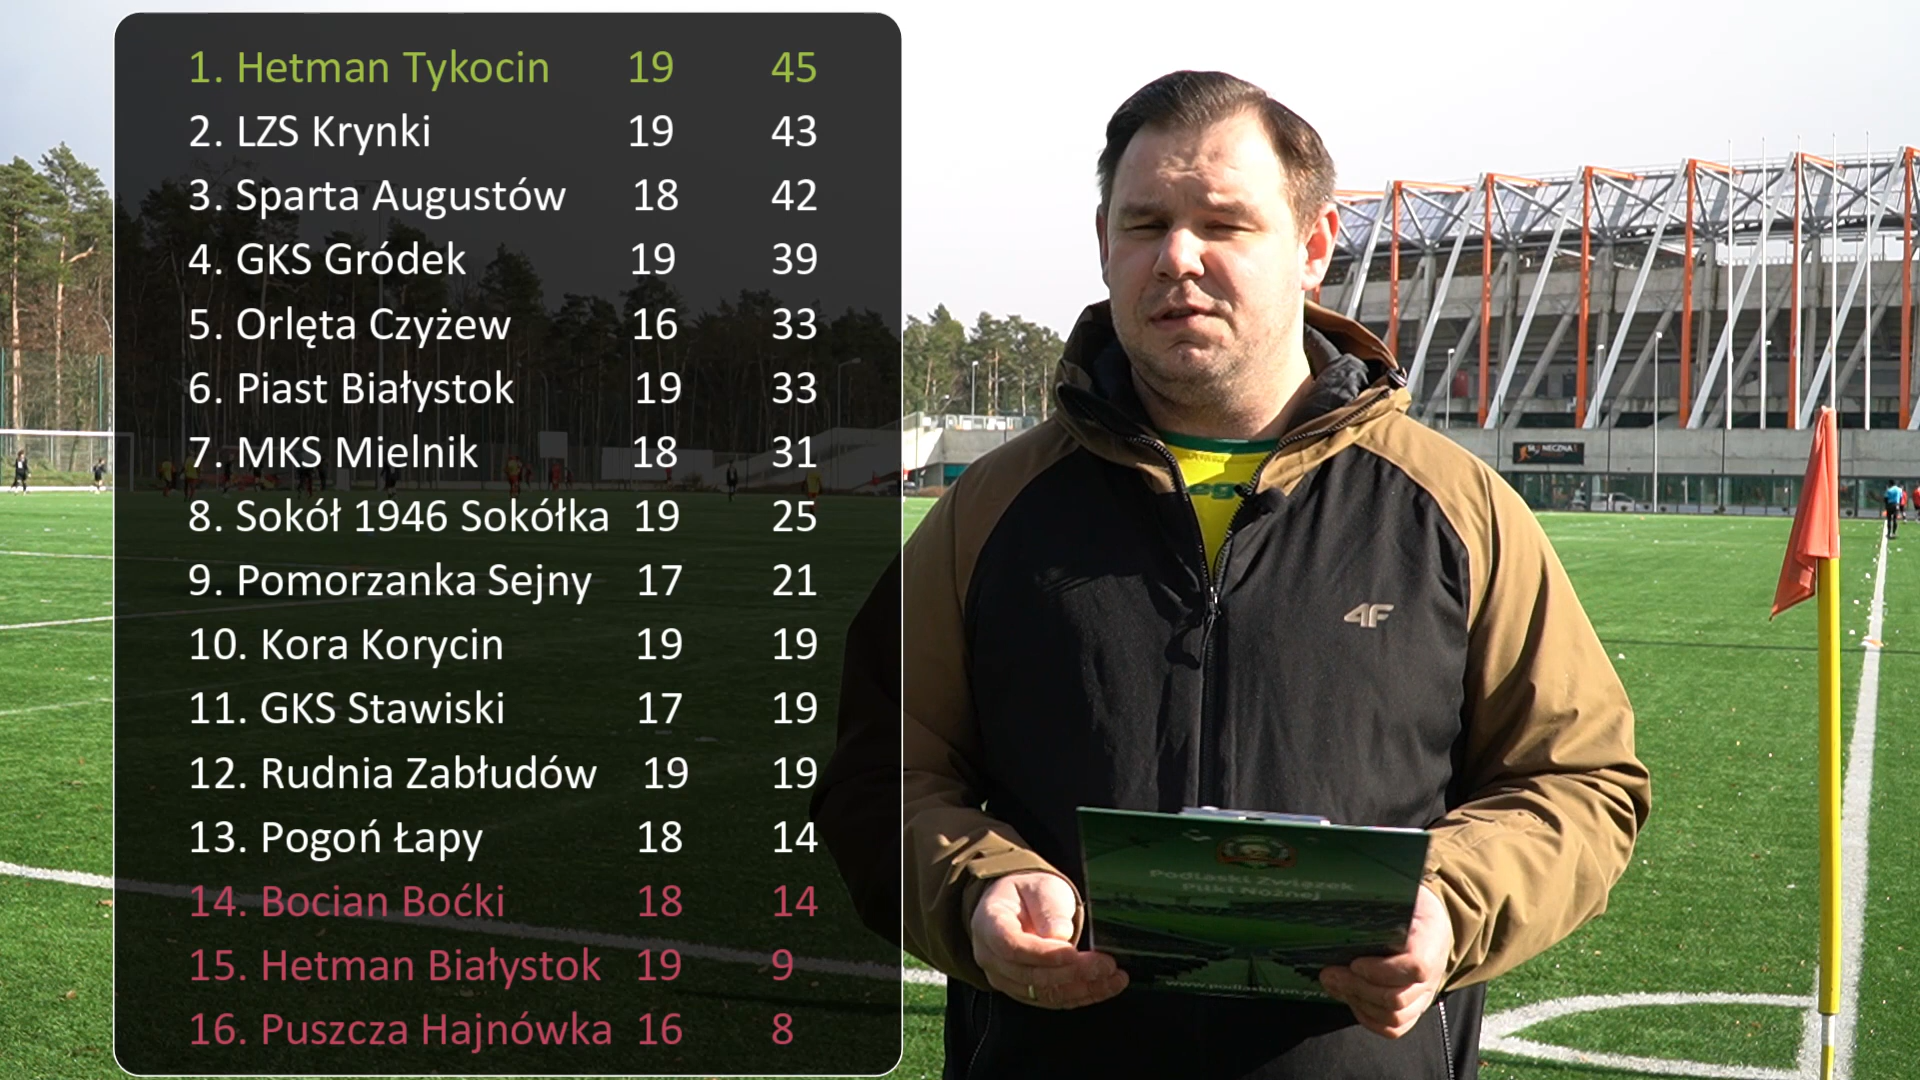 1. Hetman Tykocin 19 45
2. LZS Krynki 19 43
3. Sparta Augustów 18 42
4. GKS Gródek 19 39
5. Orlęta Czyżew 16 33
6. Piast Białystok 19 33
7. MKS Mielnik 18 31
8. Sokół 1946 Sokółka 19 25
9. Pomorzanka Sejny 17 21
10. Kora Korycin 19 19
11. GKS Stawiski 17 19
12. Rudnia Zabłudów 19 19
13. Pogoń Łapy 18 14
14. Bocian Boćki 18 14
15. Hetman Białystok 19 9
16. Puszcza Hajnówka 16 8
4F
Podlaski Związek
Piłki Nożnej